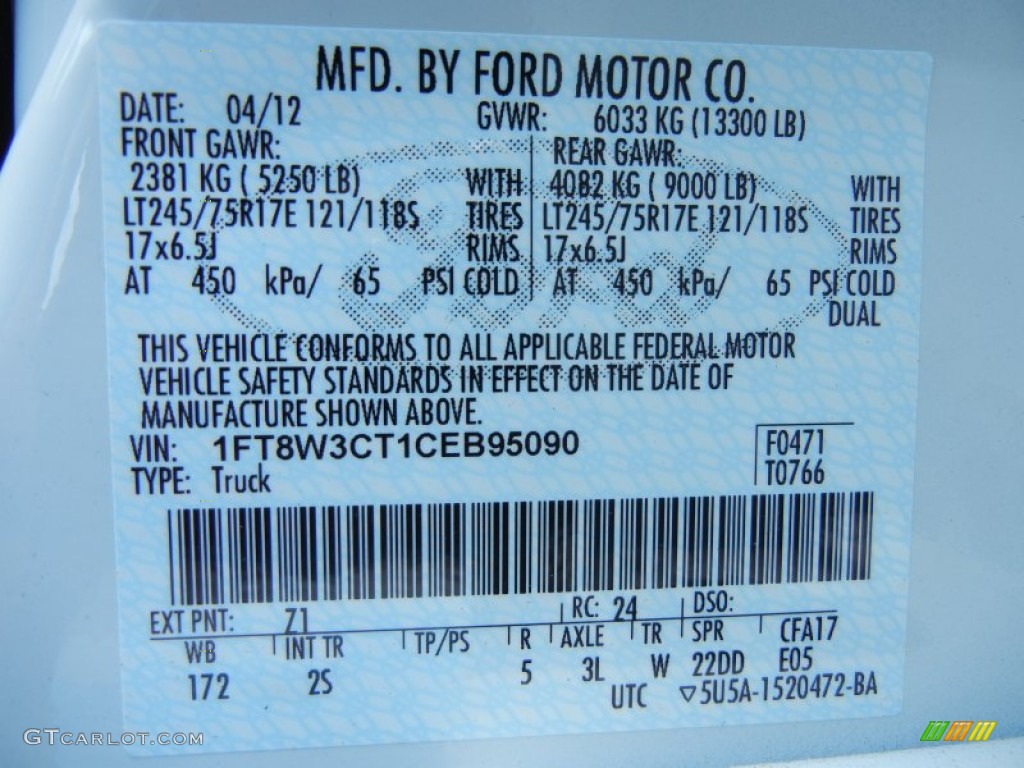 MFD. BY FORD MOTOR CO.
DATE: 04/12 GVWR: 6033 KG (13300 LB)
FRONT GAWR: REAR GAWR:
2381 KG ( 5250 LB) WITH 4082 KG ( 9000 LB) WITH
LT245/75R17E 121/118S TIRES LT245/75R17E 121/118S TIRES
17x6.5J RIMS 17x6.5J RIMS
AT 450 kPa/ 65 PSI COLD AT 450 kPa/ 65 PSI COLD
DUAL
THIS VEHICLE CONFORMS TO ALL APPLICABLE FEDERAL MOTOR
VEHICLE SAFETY STANDARDS IN EFFECT ON THE DATE OF
MANUFACTURE SHOWN ABOVE.
VIN: 1FT8W3CT1CEB95090 F0471
TYPE: Truck T0766
EXT PNT: Z1 RC: 24 DSO:
WB INT TR TP/PS R AXLE TR SPR CFA17
172 2S 5 3L W 22DD E05
UTC ▽5U5A-1520472-BA
Ford
GTCARLOT.COM